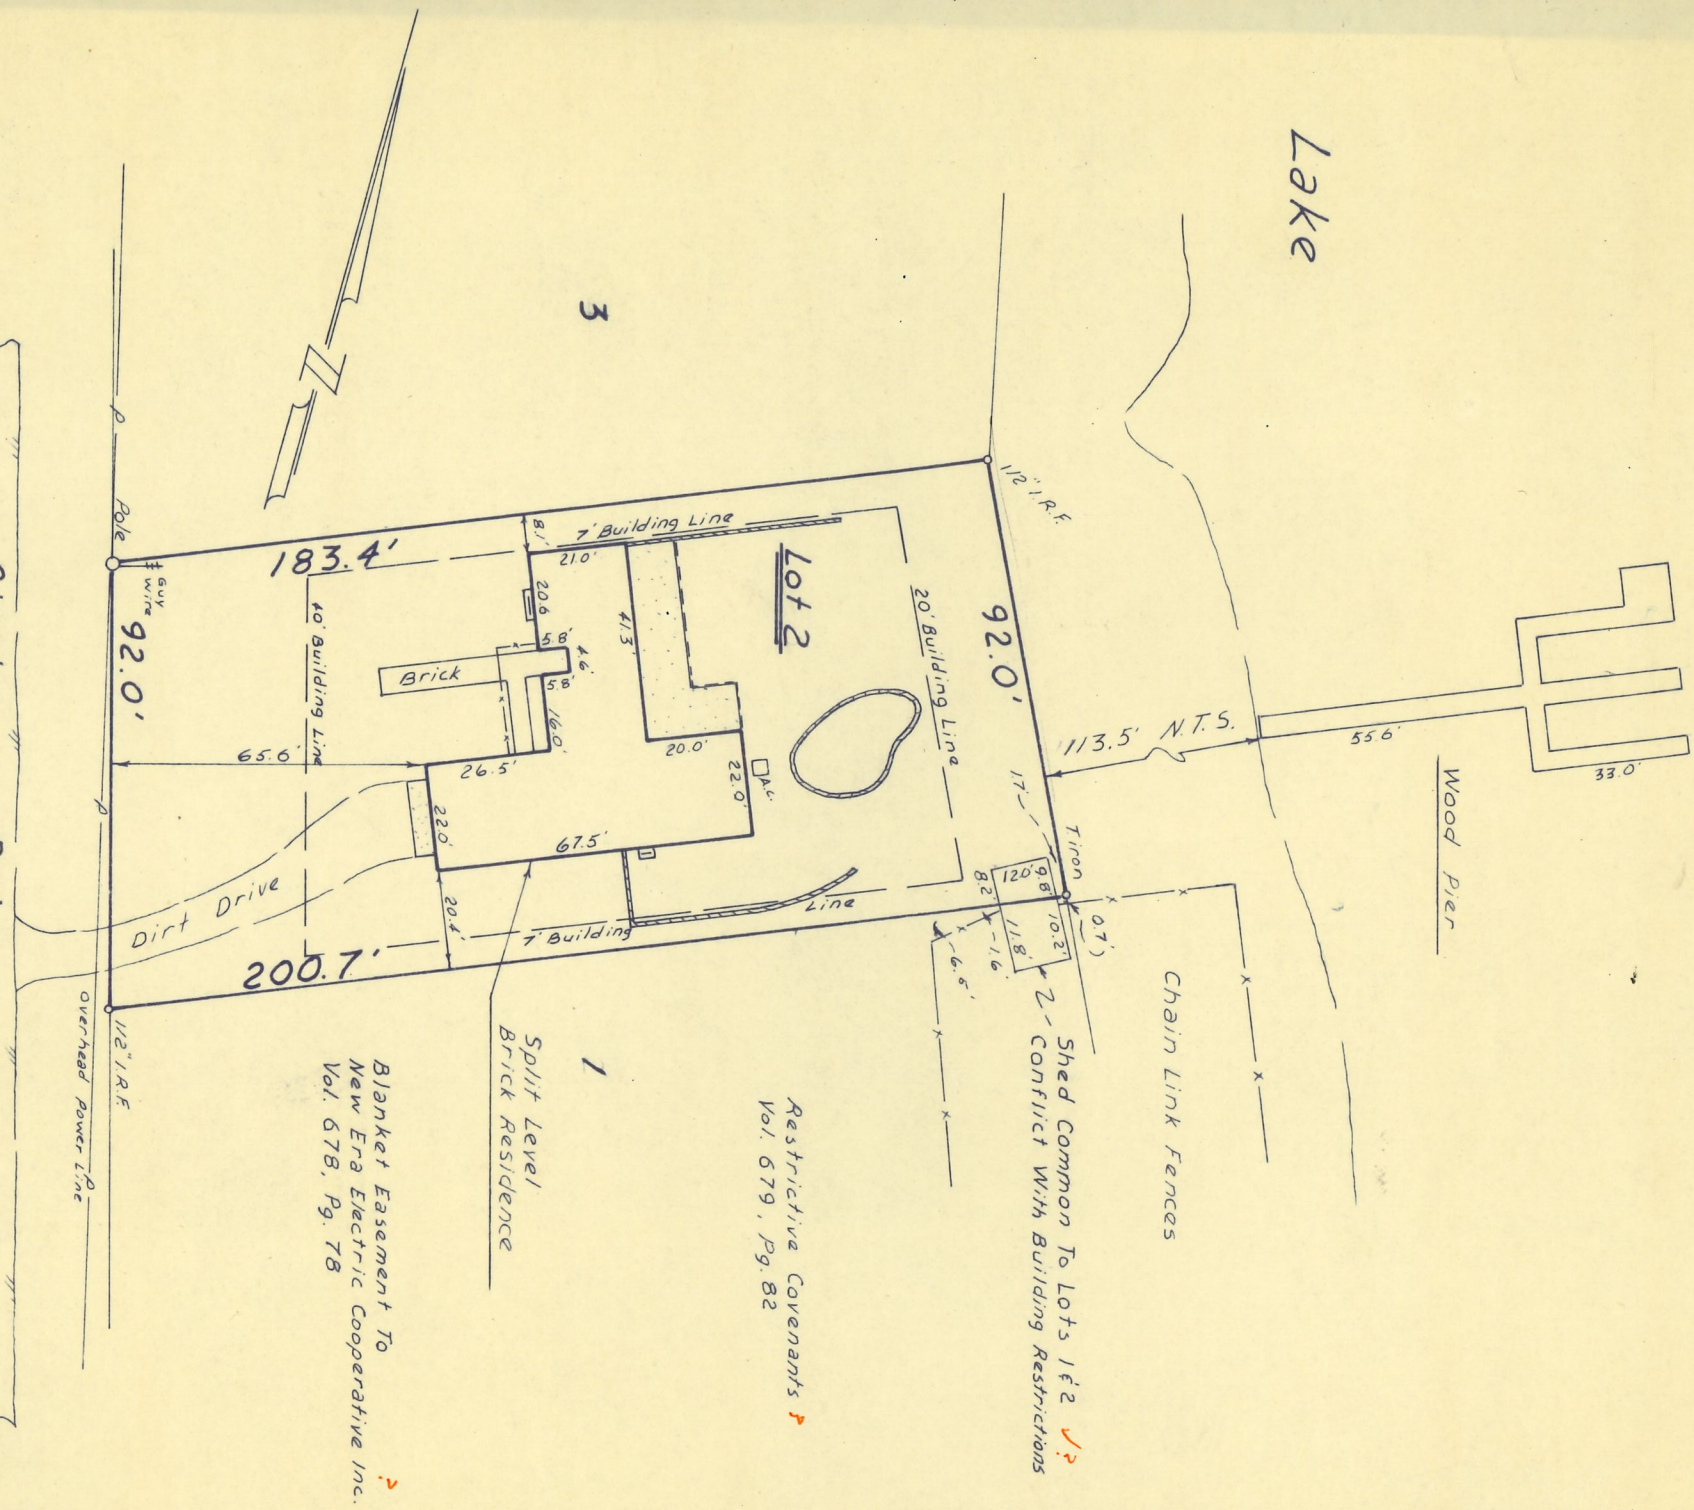 Lake
Wood Pier
33.0'
55.6'
113.5' N.T.S.
Chain Link Fences
Shed Common To Lots 1&2 ✓?
Conflict With Building Restrictions
2
1/2" I.R.F.
92.0'
T.iron
1.7'
0.7'
9.8'
10.2'
12.0'
11.8'
8.2'
1.6'
6.5'
20' Building Line
Lot 2
3
1
Restrictive Covenants ?
Vol. 679, Pg. 82
7' Building Line
8.1'
21.0'
20.6
5.8'
4.6'
5.8'
16.0'
41.3'
20.0'
22.0'
A.C.
26.5'
22.0'
67.5'
20.4'
7' Building Line
Brick
Split Level
Brick Residence
65.6'
40' Building Line
183.4'
200.7'
Blanket Easement To
New Era Electric Cooperative Inc. ?
Vol. 678, Pg. 78
Dirt Drive
Pole
Guy
Wire
92.0'
1/2" I.R.F.
P
P
P
overhead Power Line
N